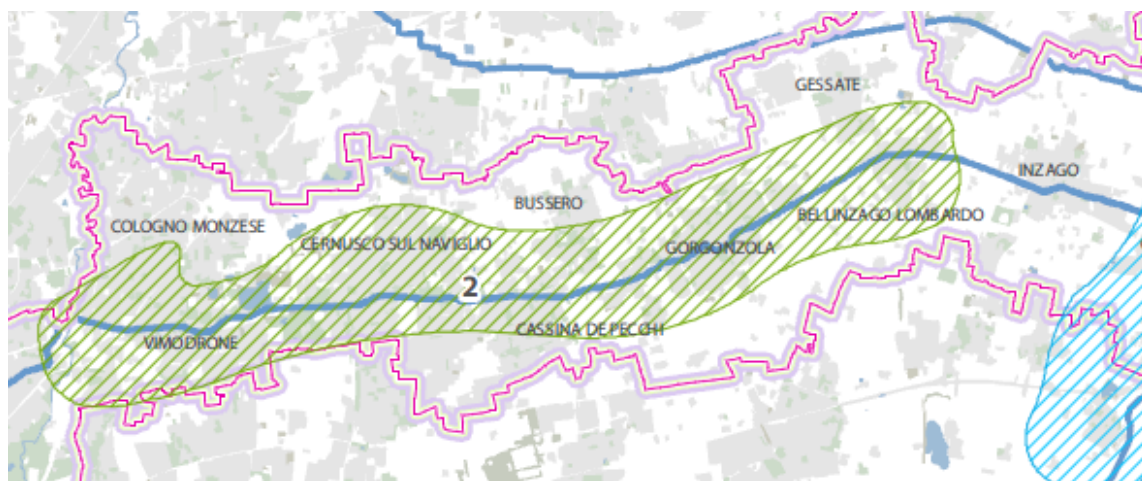 GESSATE
INZAGO
BUSSERO
BELLINZAGO LOMBARDO
COLOGNO MONZESE
CERNUSCO SUL NAVIGLIO
GORGONZOLA
2
CASSINA DE PECCHI
VIMODRONE